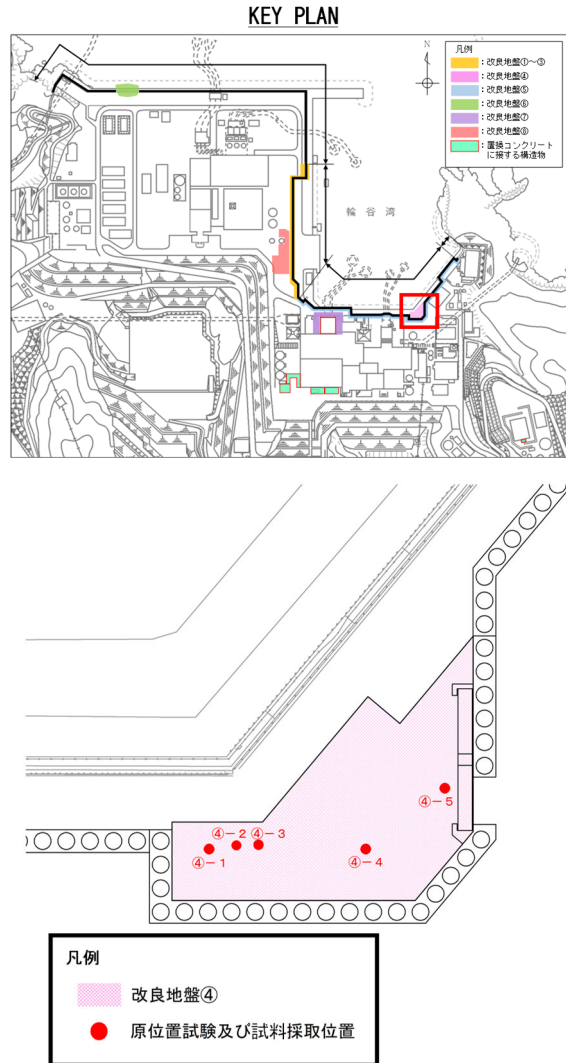 KEY PLAN
N
凡例
：改良地盤①～③
：改良地盤④
：改良地盤⑤
：改良地盤⑥
：改良地盤⑦
：改良地盤⑧
：置換コンクリート
に接する構造物
輪谷湾
④－1
④－2
④－3
④－4
④－5
凡例
改良地盤④
原位置試験及び試料採取位置